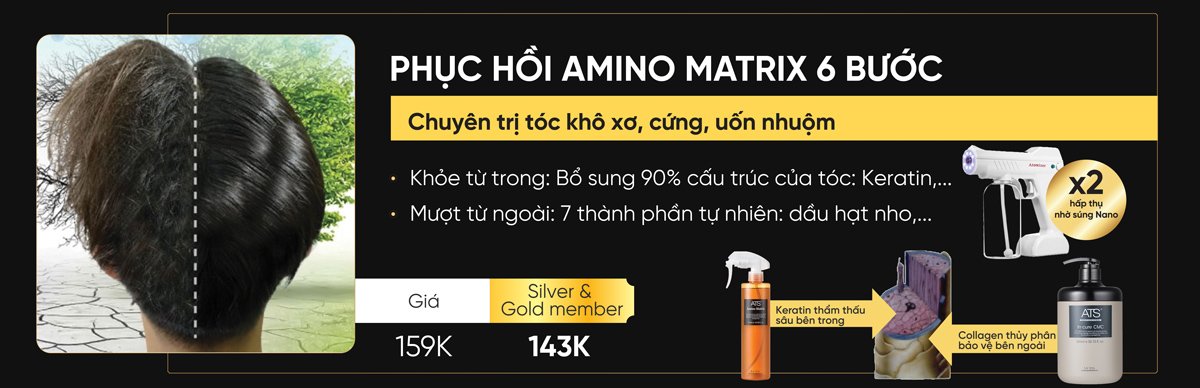 PHỤC HỒI AMINO MATRIX 6 BƯỚC
Chuyên trị tóc khô xơ, cứng, uốn nhuộm
• Khỏe từ trong: Bổ sung 90% cấu trúc của tóc: Keratin,...
• Mượt từ ngoài: 7 thành phần tự nhiên: dầu hạt nho,...
x2
hấp thụ
nhờ súng Nano
Giá
159K
Silver &
Gold member
143K
ATS
Keratin thẩm thấu
sâu bên trong
Collagen thủy phân
bảo vệ bên ngoài
ATS
In-cure CMC